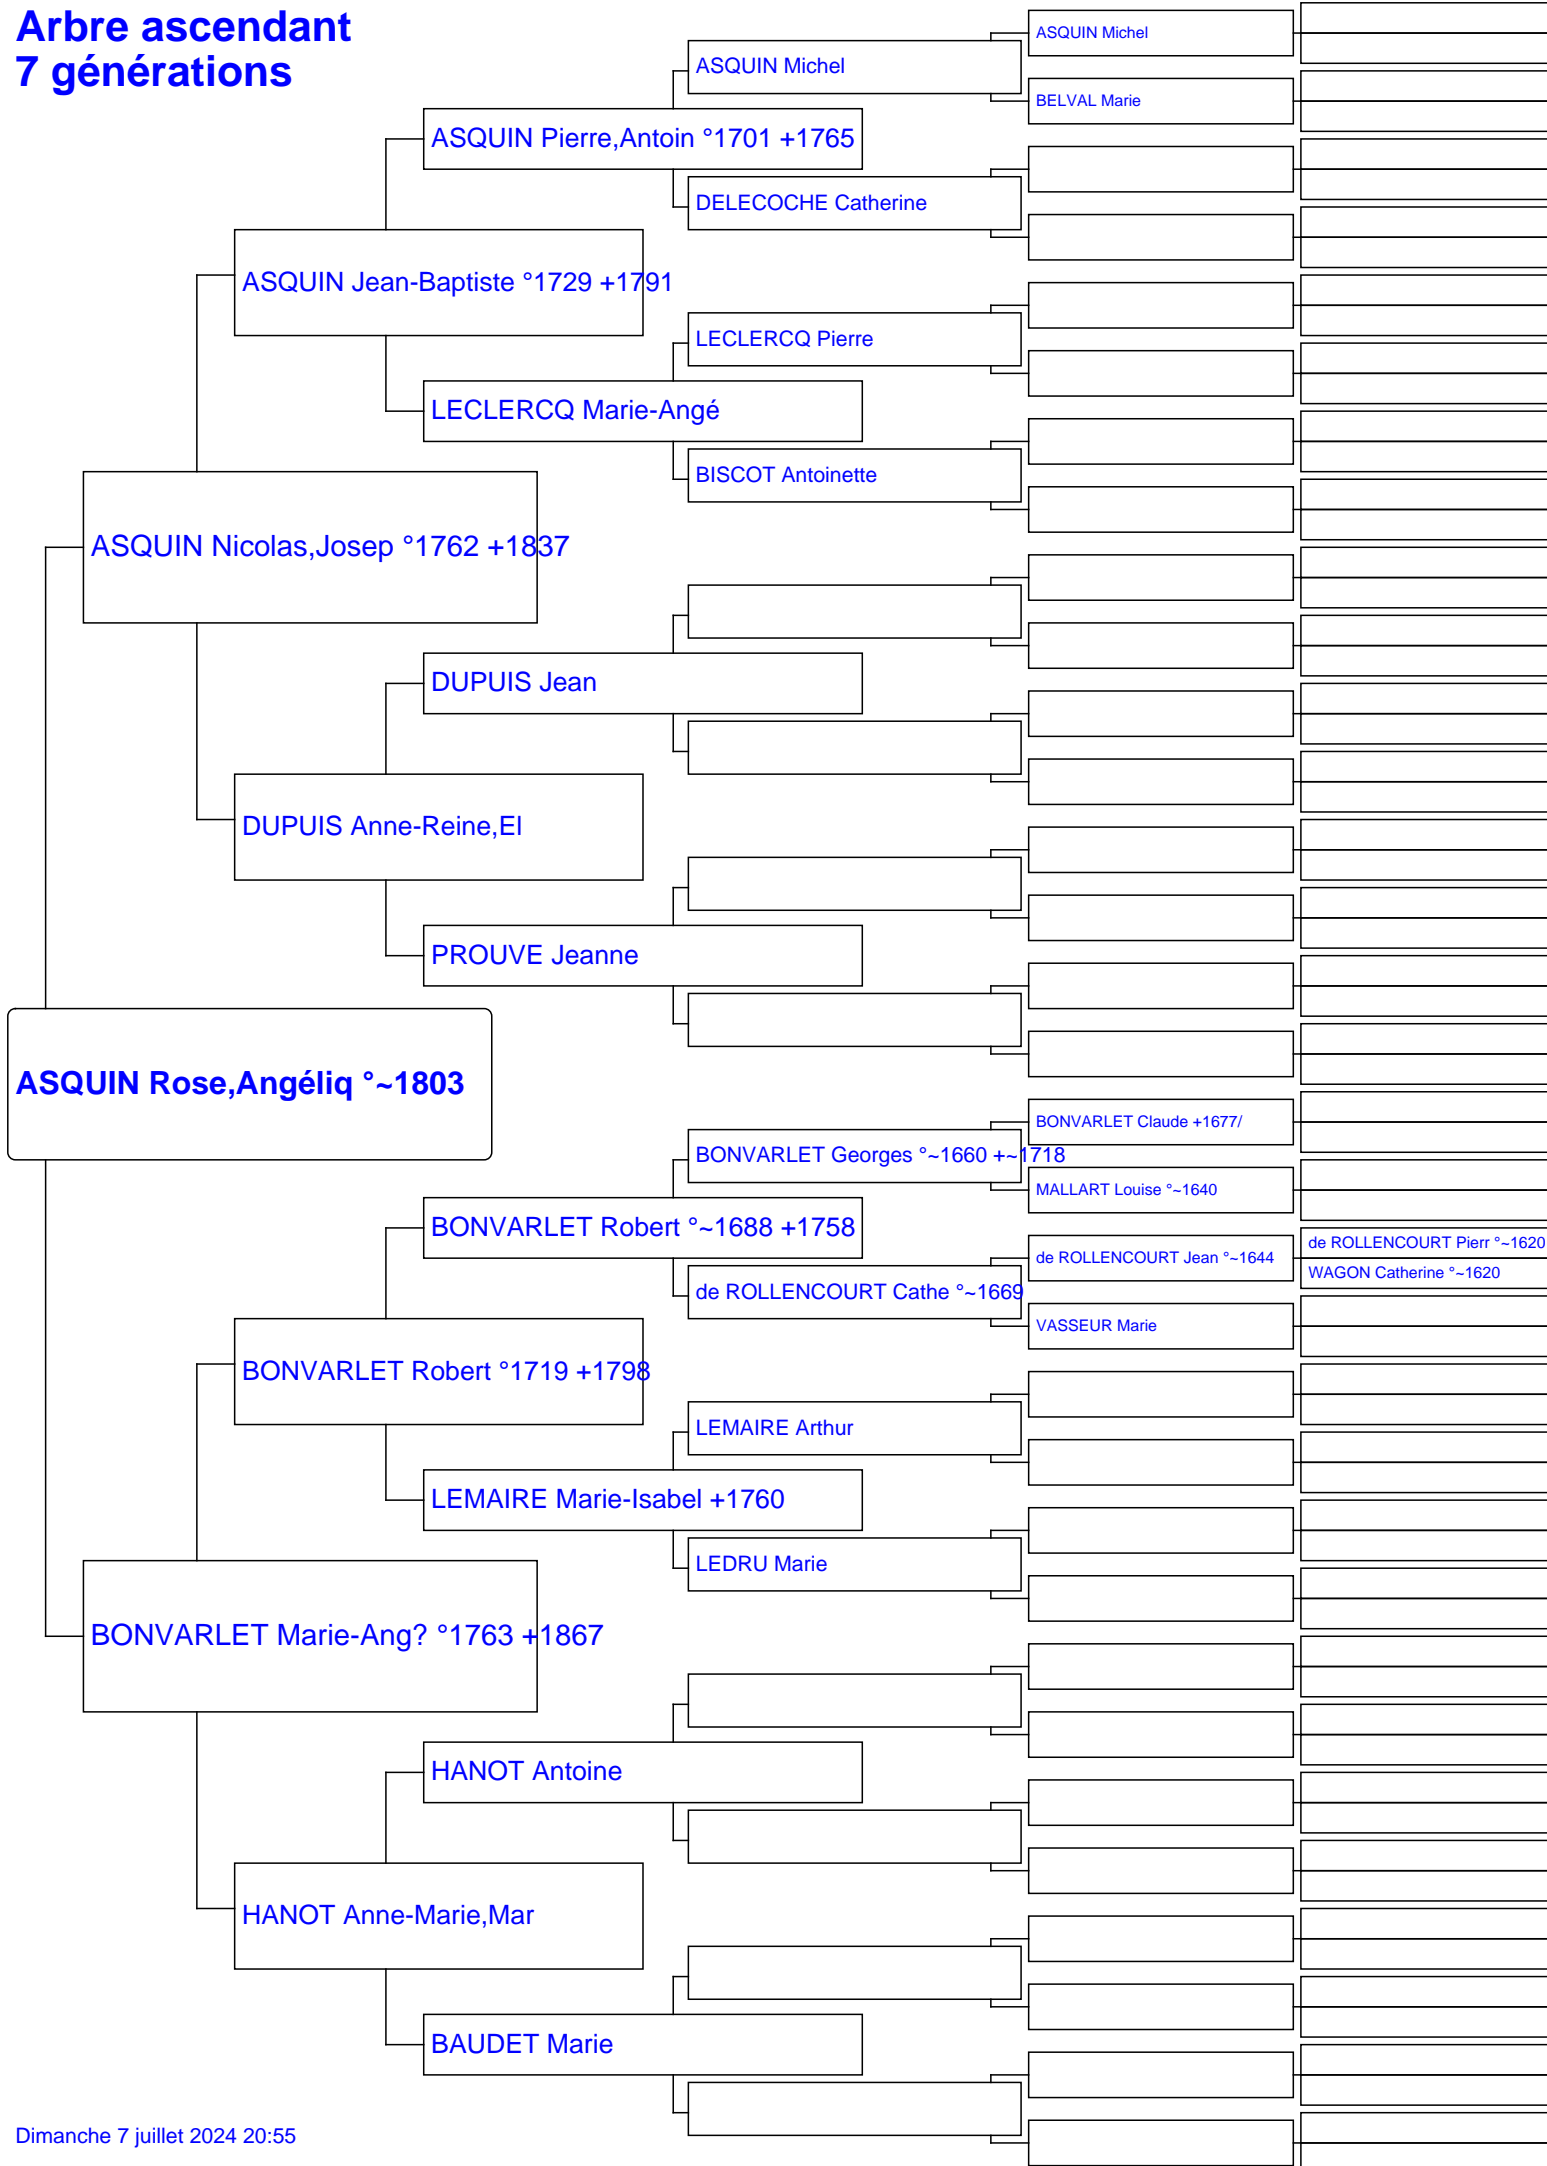 Arbre ascendant
7 générations
ASQUIN Michel
ASQUIN Michel
BELVAL Marie
ASQUIN Pierre,Antoin °1701 +1765
DELECOCHE Catherine
ASQUIN Jean-Baptiste °1729 +1791
LECLERCQ Pierre
LECLERCQ Marie-Angé
BISCOT Antoinette
ASQUIN Nicolas,Josep °1762 +1837
DUPUIS Jean
DUPUIS Anne-Reine,El
PROUVE Jeanne
ASQUIN Rose,Angéliq °~1803
BONVARLET Claude +1677/
BONVARLET Georges °~1660 +~1718
MALLART Louise °~1640
BONVARLET Robert °~1688 +1758
de ROLLENCOURT Pierr °~1620
de ROLLENCOURT Jean °~1644
WAGON Catherine °~1620
de ROLLENCOURT Cathe °~1669
VASSEUR Marie
BONVARLET Robert °1719 +1798
LEMAIRE Arthur
LEMAIRE Marie-Isabel +1760
LEDRU Marie
BONVARLET Marie-Ang? °1763 +1867
HANOT Antoine
HANOT Anne-Marie,Mar
BAUDET Marie
Dimanche 7 juillet 2024 20:55